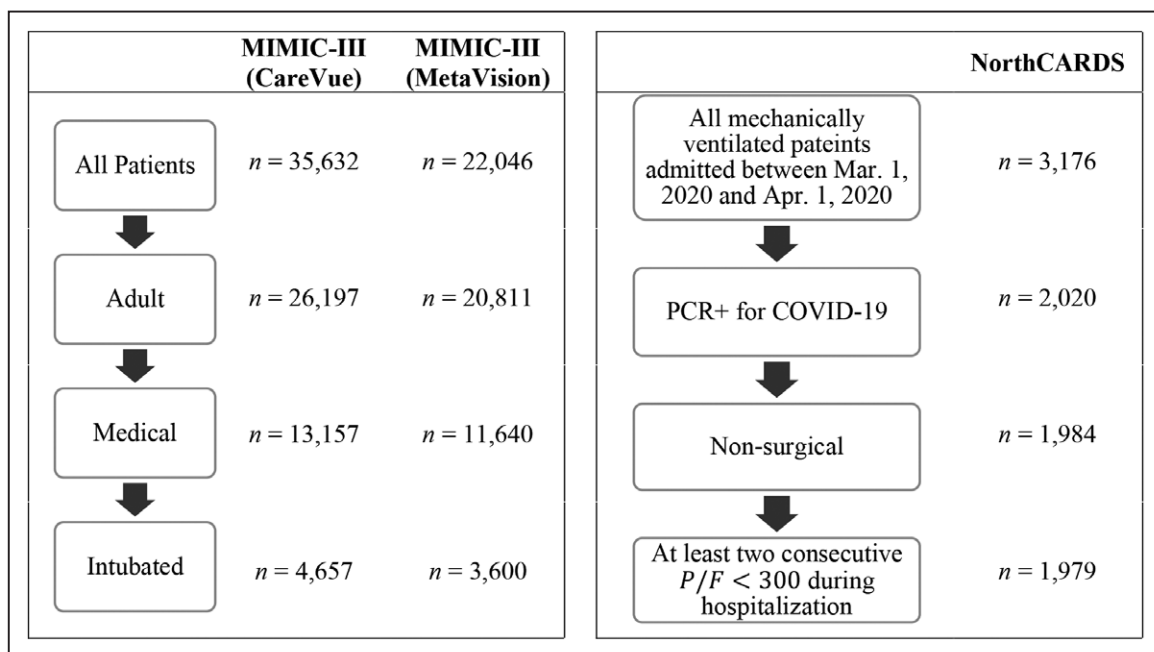 MIMIC-III (CareVue)
MIMIC-III (MetaVision)
All Patients
n = 35,632
n = 22,046
Adult
n = 26,197
n = 20,811
Medical
n = 13,157
n = 11,640
Intubated
n = 4,657
n = 3,600
NorthCARDS
All mechanically
ventilated pateints
admitted between Mar. 1,
2020 and Apr. 1, 2020
n = 3,176
PCR+ for COVID-19
n = 2,020
Non-surgical
n = 1,984
At least two consecutive
P/F < 300 during
hospitalization
n = 1,979